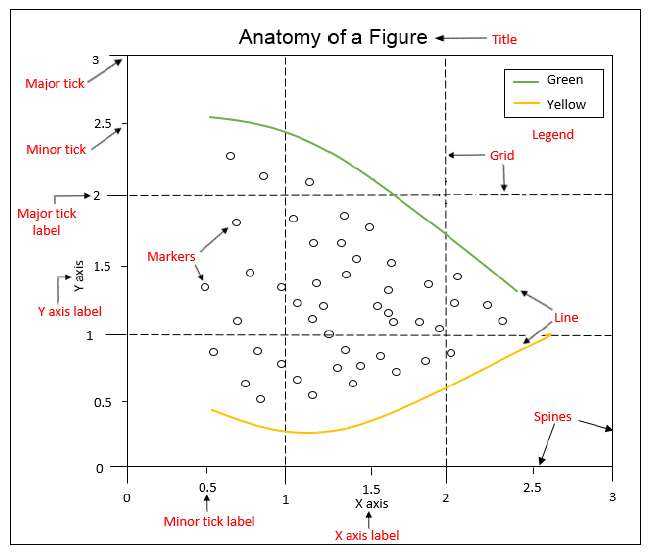 Anatomy of a Figure
Title
3
Major tick
Green
Yellow
2.5
Minor tick
Legend
Grid
2
Major tick
label
Markers
1.5
Y axis
Y axis label
Line
1
0.5
Spines
0
0
0.5
1
1.5
2
2.5
3
X axis
Minor tick label
X axis label